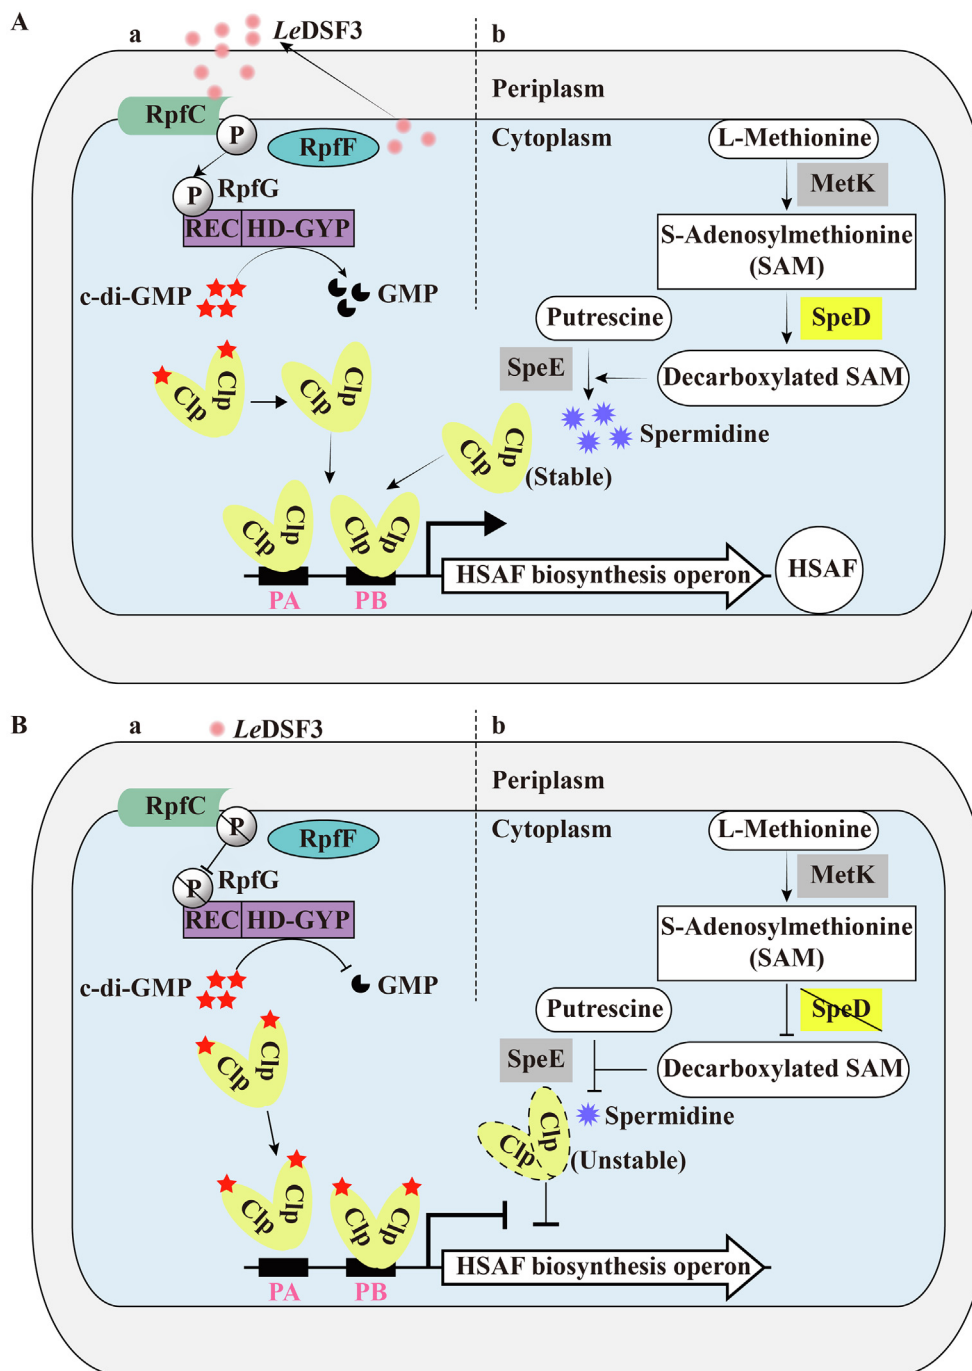 A
a
LeDSF3
b
Periplasm
RpfC
P
RpfF
Cytoplasm
L-Methionine
MetK
P
RpfG
REC
HD-GYP
S-Adenosylmethionine
(SAM)
c-di-GMP
GMP
Putrescine
SpeD
SpeE
Decarboxylated SAM
Clp
Clp
Clp
Clp
Spermidine
Clp
Clp
(Stable)
Clp
Clp
Clp
Clp
HSAF biosynthesis operon
HSAF
PA
PB
B
a
LeDSF3
b
Periplasm
RpfC
P
RpfF
Cytoplasm
L-Methionine
MetK
P
RpfG
REC
HD-GYP
S-Adenosylmethionine
(SAM)
c-di-GMP
GMP
Putrescine
SpeD
SpeE
Decarboxylated SAM
Clp
Clp
Spermidine
Clp
Clp
(Unstable)
Clp
Clp
Clp
Clp
HSAF biosynthesis operon
PA
PB